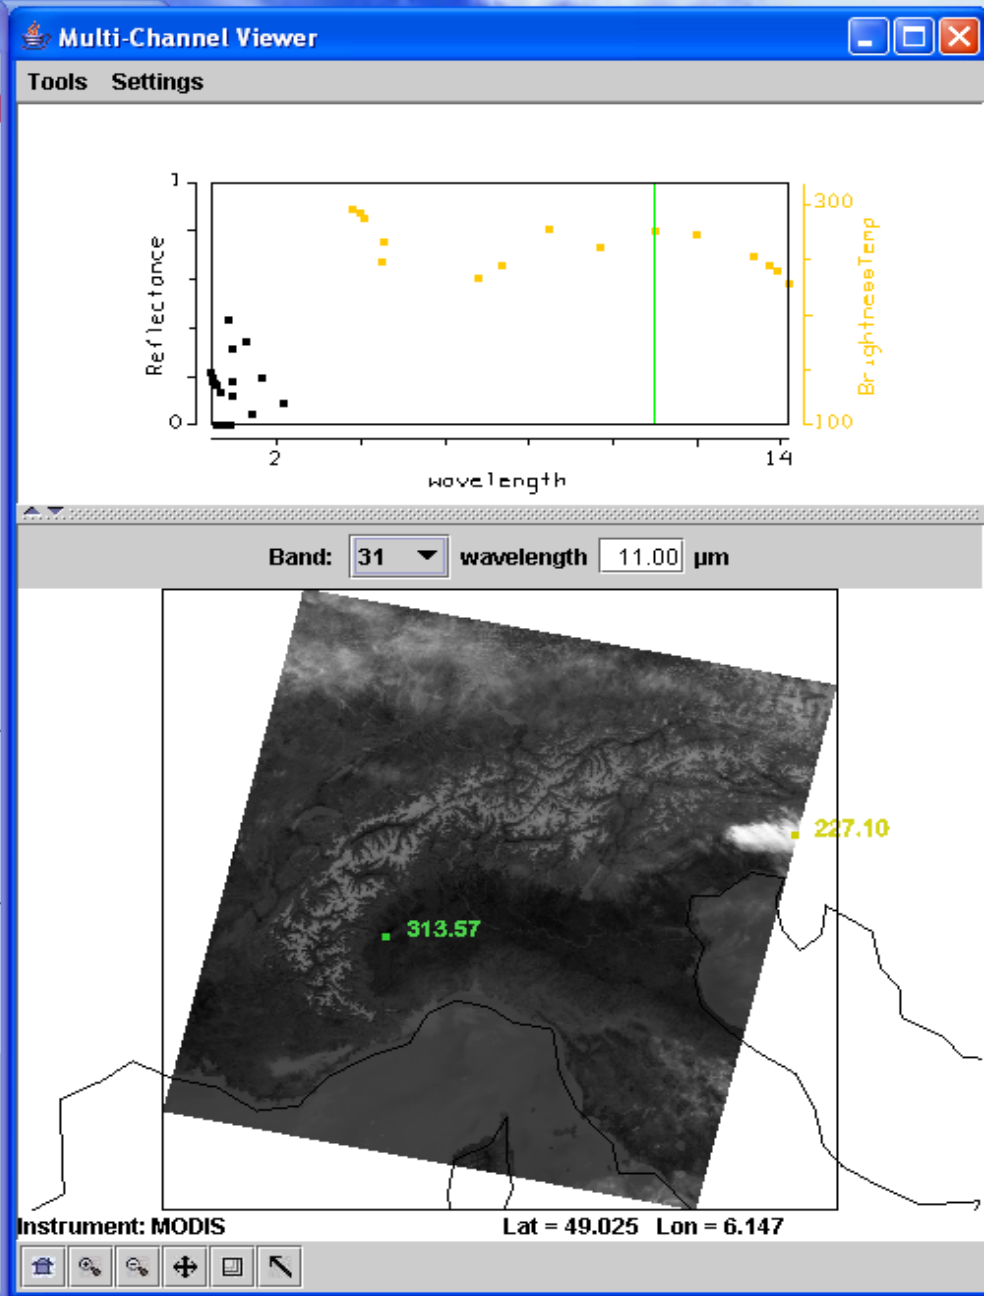 Multi-Channel Viewer
Tools Settings
1
Reflectance
0
300
BrightnessTemp
100
2
14
wavelength
Band: 31 wavelength 11.00 µm
227.10
313.57
Instrument: MODIS Lat = 49.025 Lon = 6.147